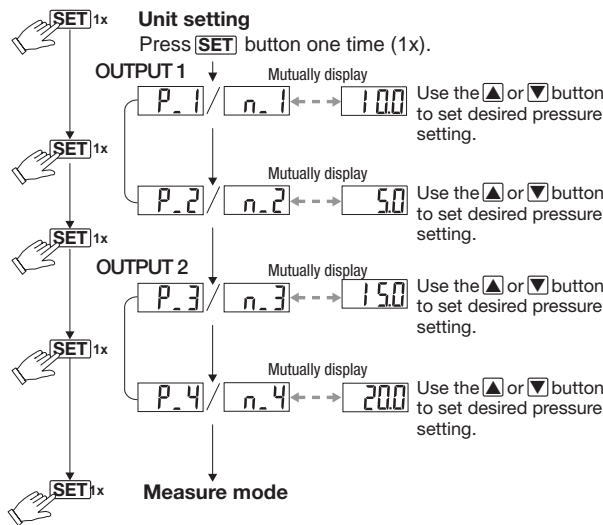 SET 1x Unit setting
Press SET button one time (1x).
OUTPUT 1
Mutually display
P_1 / n_1 10.0
Use the ▲ or ▼ button
to set desired pressure
setting.
SET 1x
Mutually display
P_2 / n_2 5.0
Use the ▲ or ▼ button
to set desired pressure
setting.
SET 1x
OUTPUT 2
Mutually display
P_3 / n_3 15.0
Use the ▲ or ▼ button
to set desired pressure
setting.
SET 1x
Mutually display
P_4 / n_4 20.0
Use the ▲ or ▼ button
to set desired pressure
setting.
SET 1x Measure mode